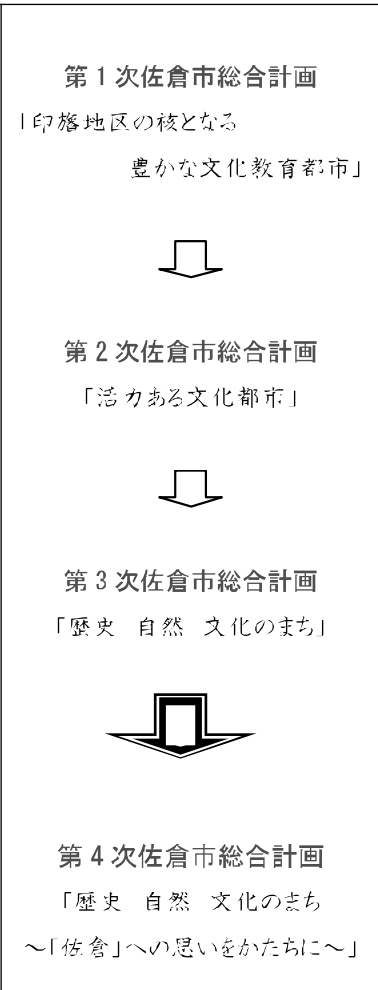 第1次佐倉市総合計画
「印旛地区の核となる
豊かな文化教育都市」
第2次佐倉市総合計画
「活力ある文化都市」
第3次佐倉市総合計画
「歴史　自然　文化のまち」
第4次佐倉市総合計画
「歴史　自然　文化のまち
～「佐倉」への思いをかたちに～」